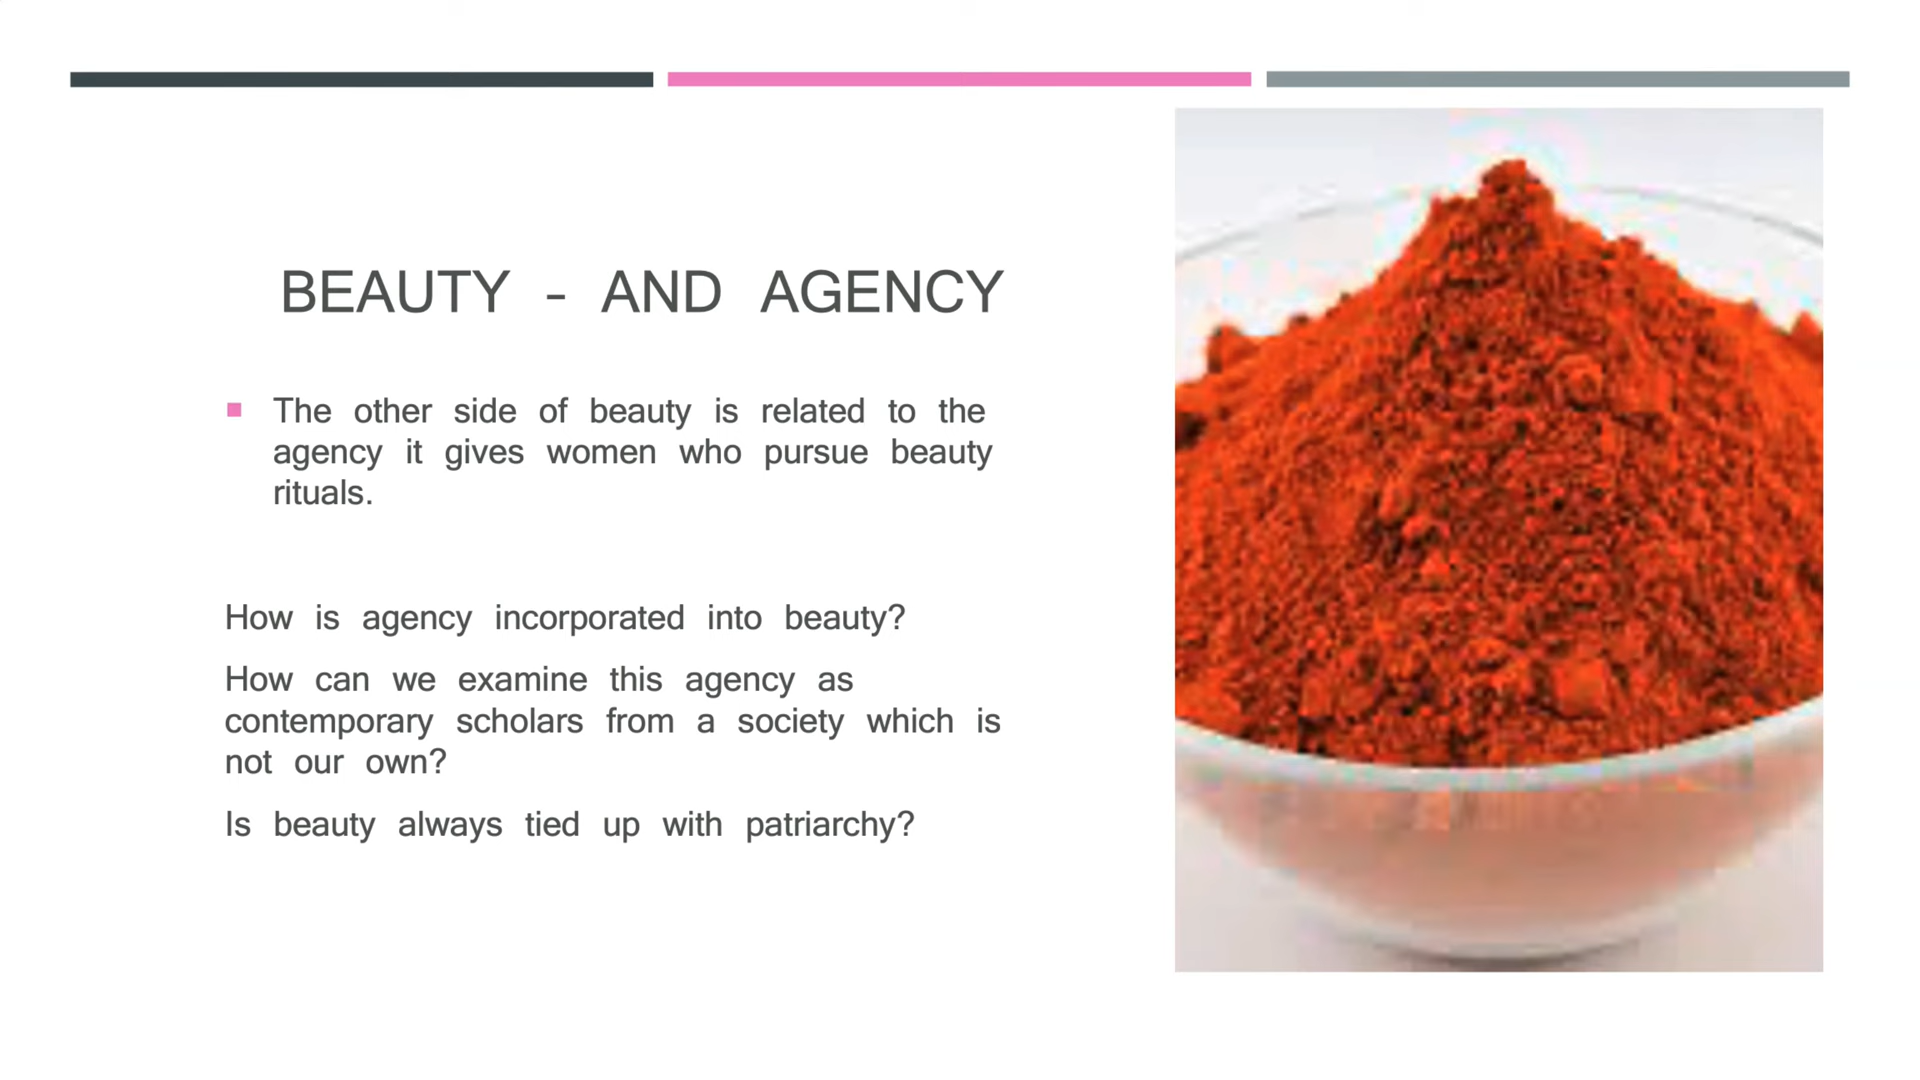 BEAUTY - AND AGENCY
The other side of beauty is related to the
agency it gives women who pursue beauty
rituals.
How is agency incorporated into beauty?
How can we examine this agency as
contemporary scholars from a society which is
not our own?
Is beauty always tied up with patriarchy?